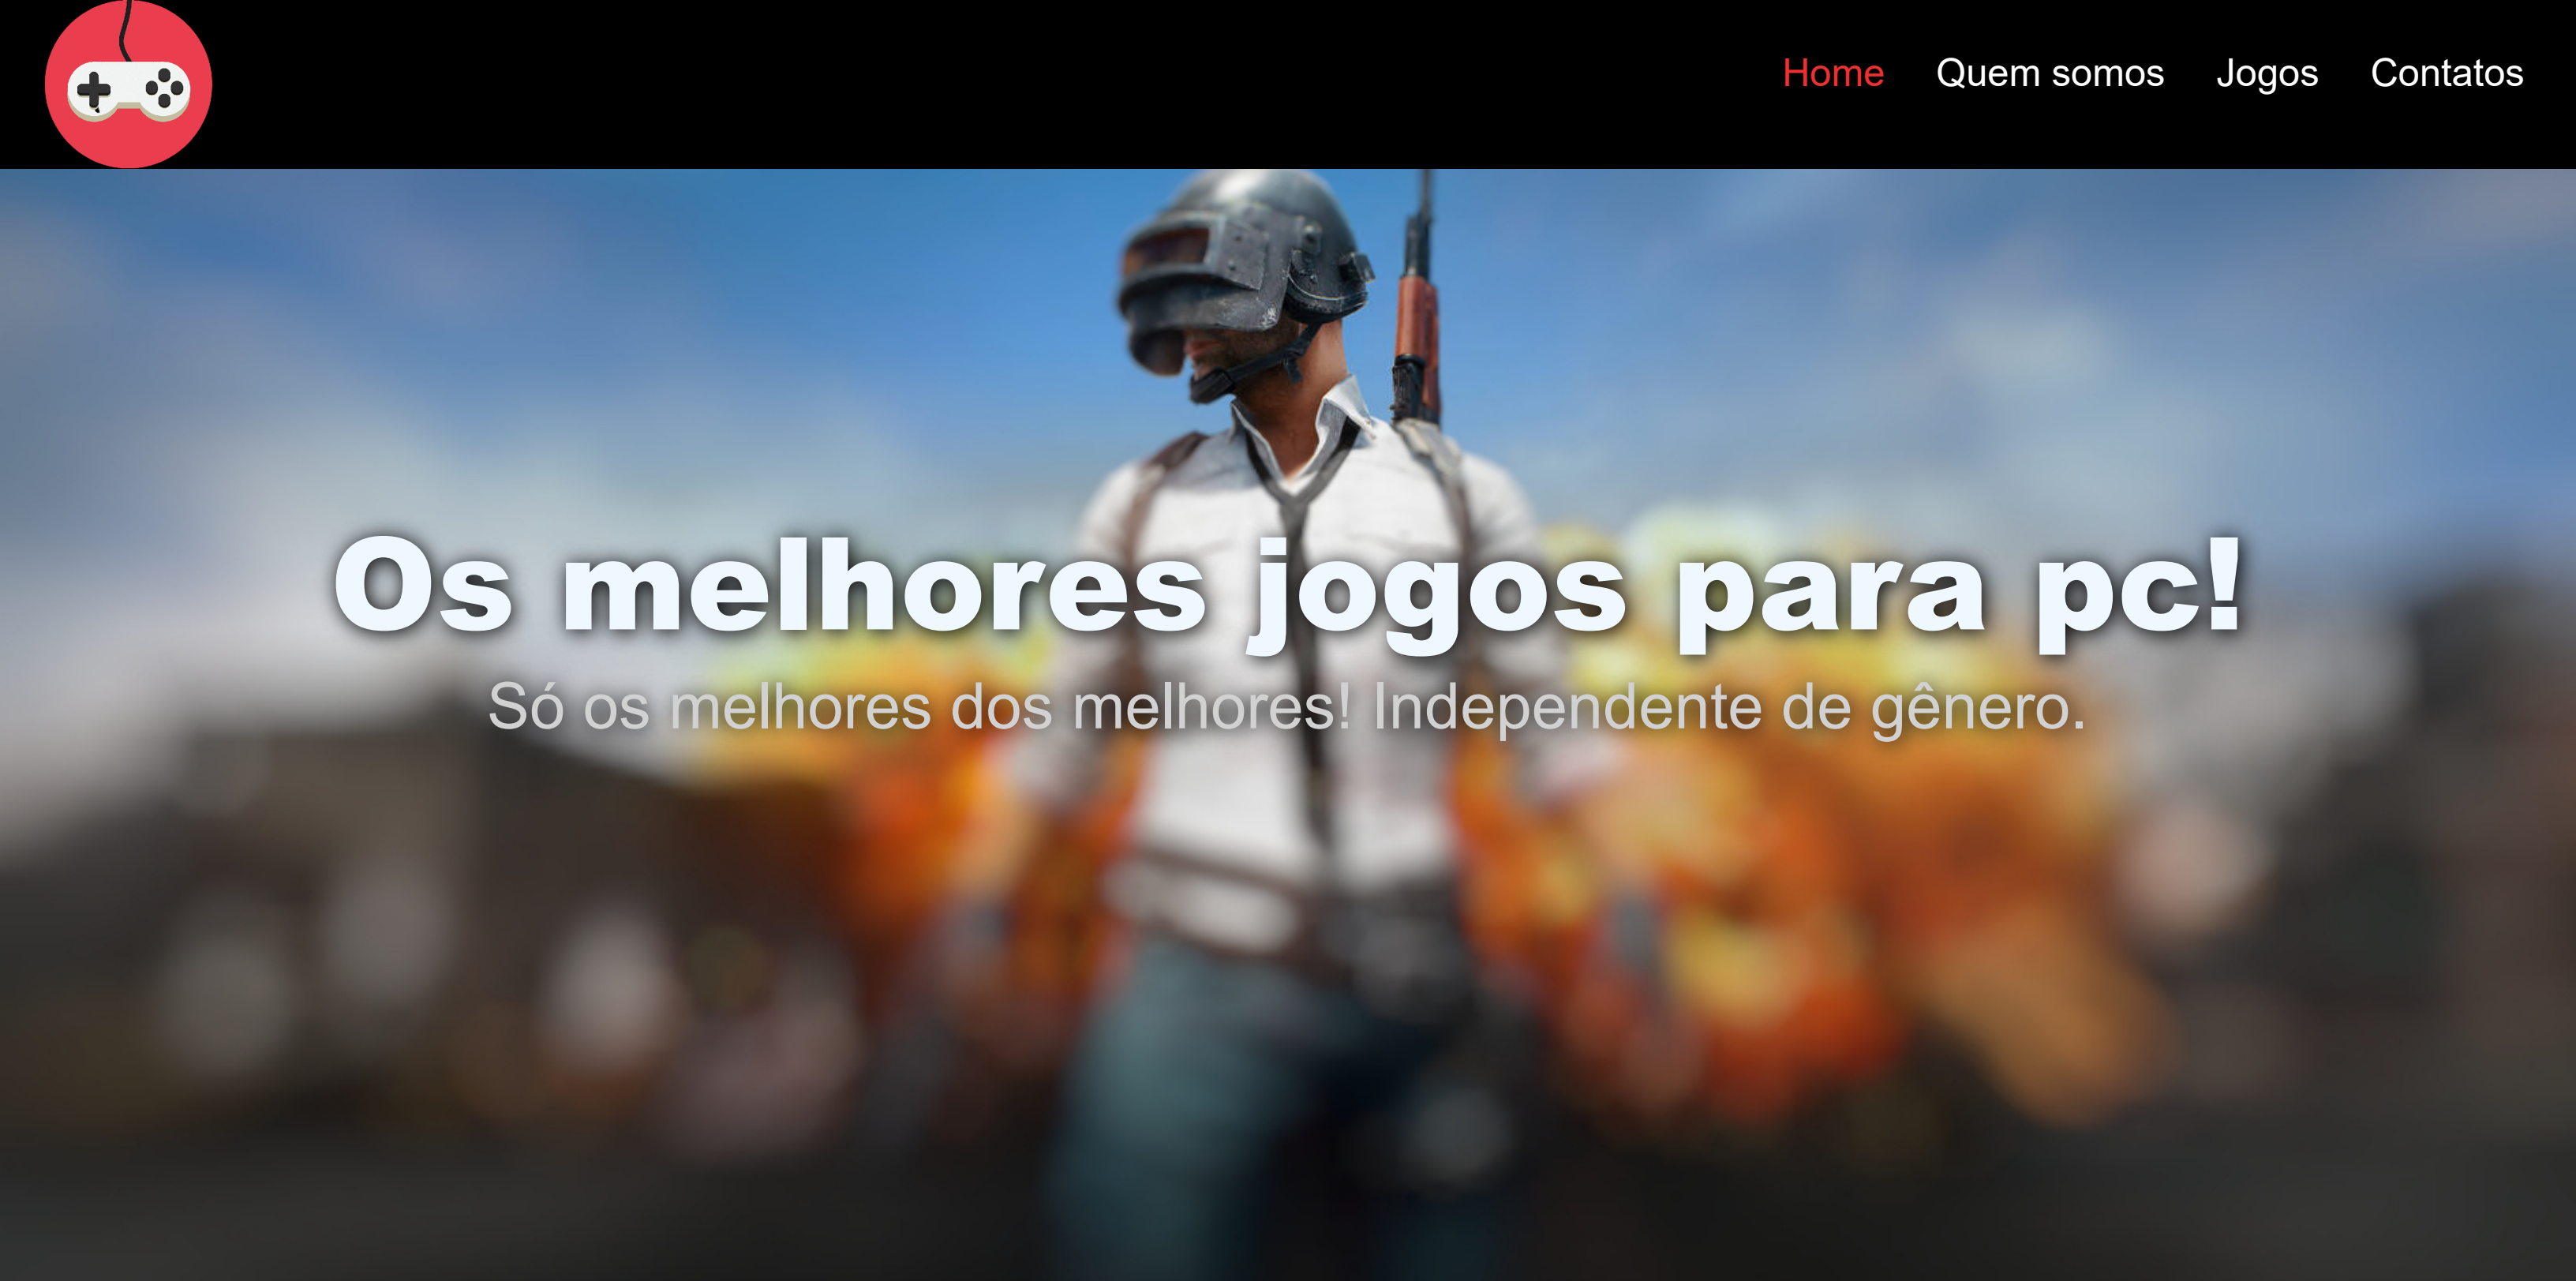 Home Quem somos Jogos Contatos
Os melhores jogos para pc!
Só os melhores dos melhores! Independente de gênero.